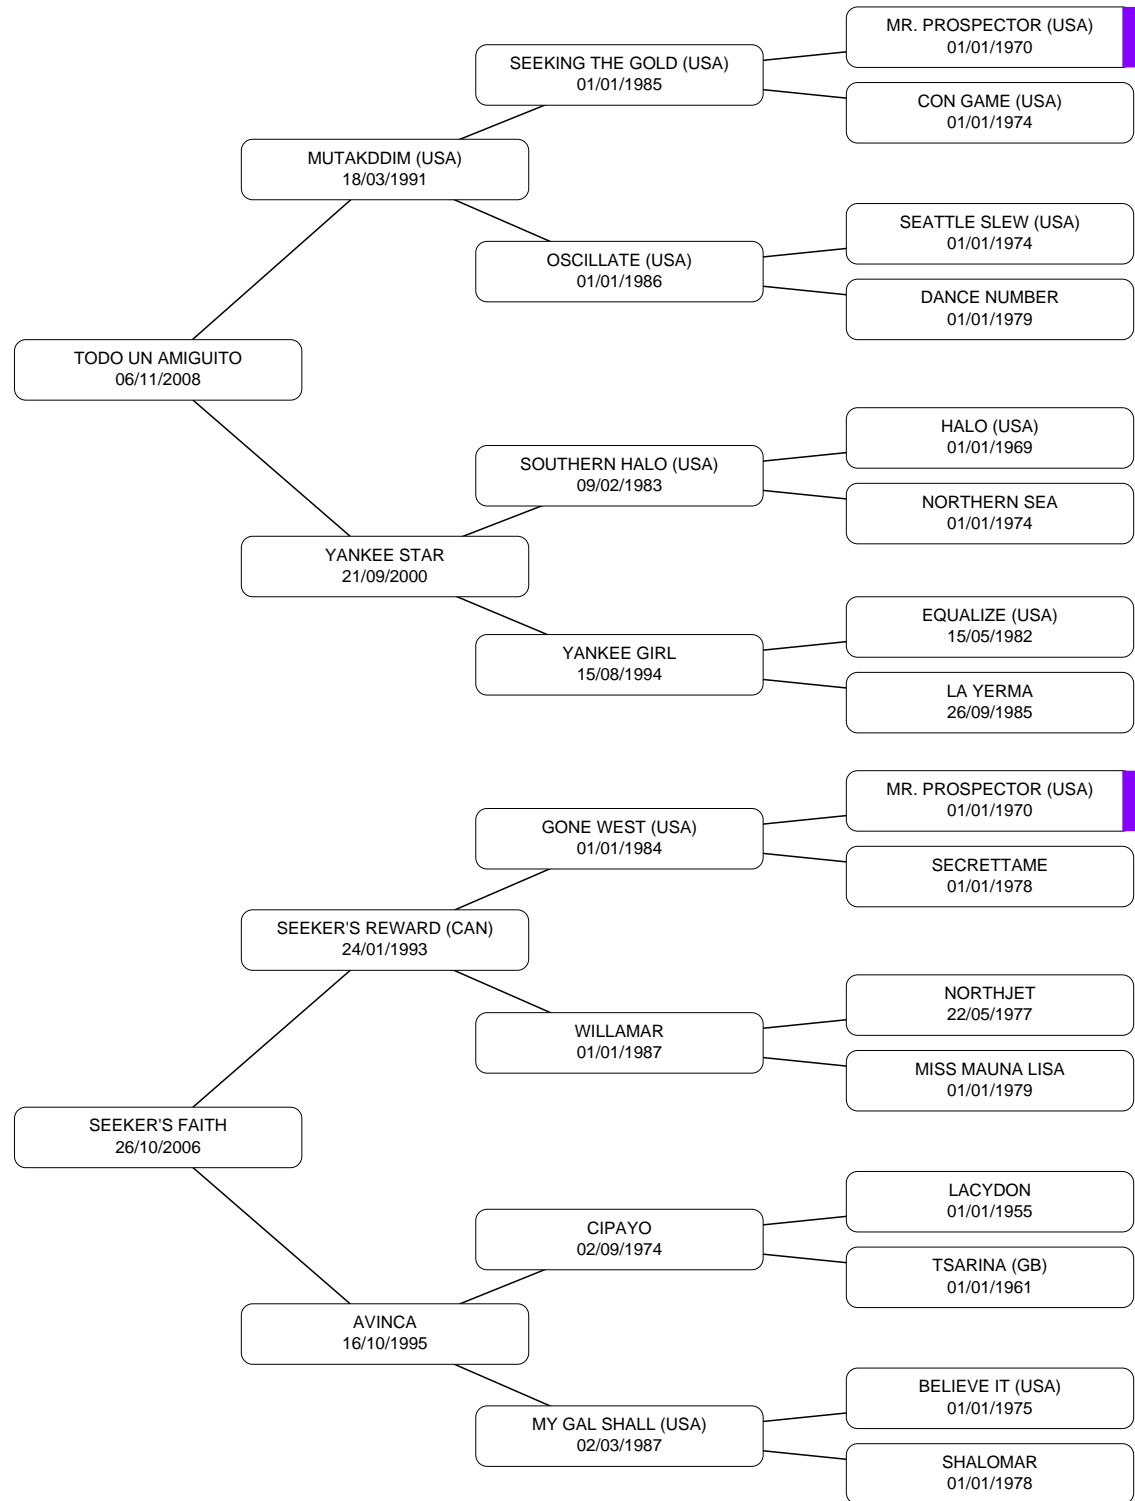 MR. PROSPECTOR (USA)
01/01/1970
SEEKING THE GOLD (USA)
01/01/1985
CON GAME (USA)
01/01/1974
MUTAKDDIM (USA)
18/03/1991
SEATTLE SLEW (USA)
01/01/1974
OSCILLATE (USA)
01/01/1986
DANCE NUMBER
01/01/1979
TODO UN AMIGUITO
06/11/2008
HALO (USA)
01/01/1969
SOUTHERN HALO (USA)
09/02/1983
NORTHERN SEA
01/01/1974
YANKEE STAR
21/09/2000
EQUALIZE (USA)
15/05/1982
YANKEE GIRL
15/08/1994
LA YERMA
26/09/1985
MR. PROSPECTOR (USA)
01/01/1970
GONE WEST (USA)
01/01/1984
SECRETTAME
01/01/1978
SEEKER'S REWARD (CAN)
24/01/1993
NORTHJET
22/05/1977
WILLAMAR
01/01/1987
MISS MAUNA LISA
01/01/1979
SEEKER'S FAITH
26/10/2006
LACYDON
01/01/1955
CIPAYO
02/09/1974
TSARINA (GB)
01/01/1961
AVINCA
16/10/1995
BELIEVE IT (USA)
01/01/1975
MY GAL SHALL (USA)
02/03/1987
SHALOMAR
01/01/1978